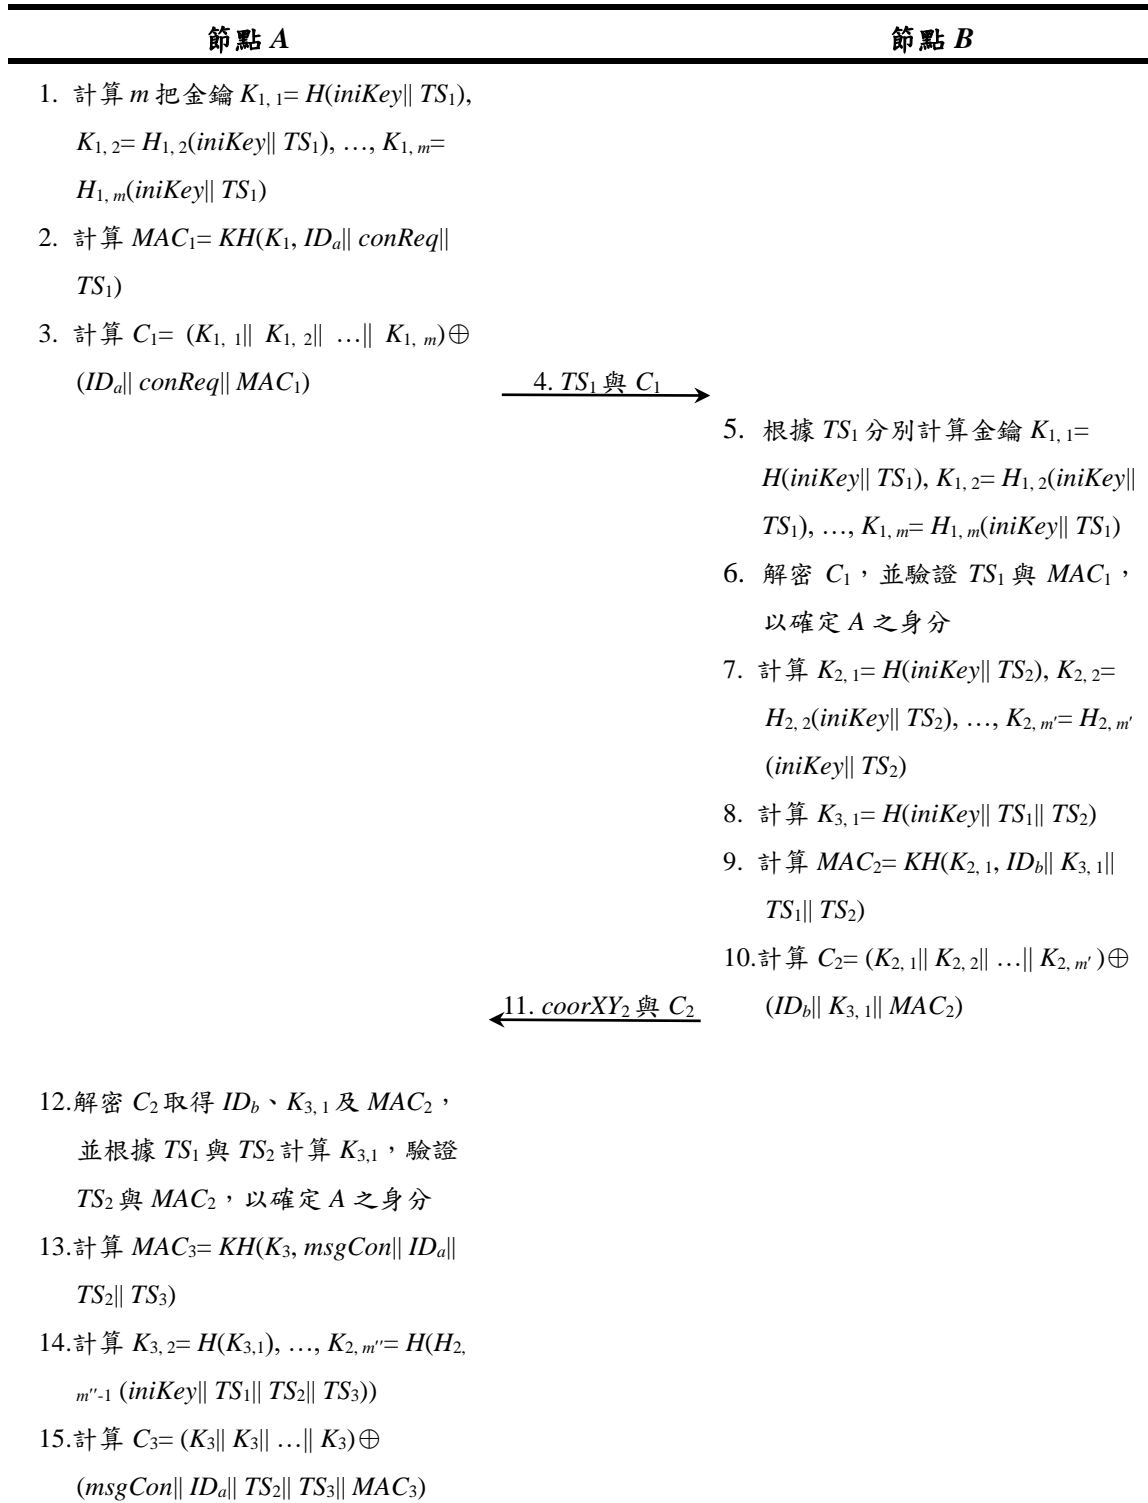 節點 A
節點 B
1. 計算 m 把金鑰 K1, 1= H(iniKey|| TS1),
K1, 2= H1, 2(iniKey|| TS1), …, K1, m=
H1, m(iniKey|| TS1)
2. 計算 MAC1= KH(K1, IDa|| conReq||
TS1)
3. 計算 C1= (K1, 1|| K1, 2|| …|| K1, m)⊕
(IDa|| conReq|| MAC1)
4. TS1 與 C1
5. 根據 TS1 分別計算金鑰 K1, 1=
H(iniKey|| TS1), K1, 2= H1, 2(iniKey||
TS1), …, K1, m= H1, m(iniKey|| TS1)
6. 解密 C1,並驗證 TS1 與 MAC1,
以確定 A 之身分
7. 計算 K2, 1= H(iniKey|| TS2), K2, 2=
H2, 2(iniKey|| TS2), …, K2, m′= H2, m′
(iniKey|| TS2)
8. 計算 K3, 1= H(iniKey|| TS1|| TS2)
9. 計算 MAC2= KH(K2, 1, IDb|| K3, 1||
TS1|| TS2)
10.計算 C2= (K2, 1|| K2, 2|| …|| K2, m′ )⊕
(IDb|| K3, 1|| MAC2)
11. coorXY2 與 C2
12.解密 C2 取得 IDb、K3, 1 及 MAC2,
並根據 TS1 與 TS2 計算 K3,1,驗證
TS2 與 MAC2,以確定 A 之身分
13.計算 MAC3= KH(K3, msgCon|| IDa||
TS2|| TS3)
14.計算 K3, 2= H(K3,1), …, K2, m′′= H(H2,
m′′-1 (iniKey|| TS1|| TS2|| TS3))
15.計算 C3= (K3|| K3|| …|| K3)⊕
(msgCon|| IDa|| TS2|| TS3|| MAC3)